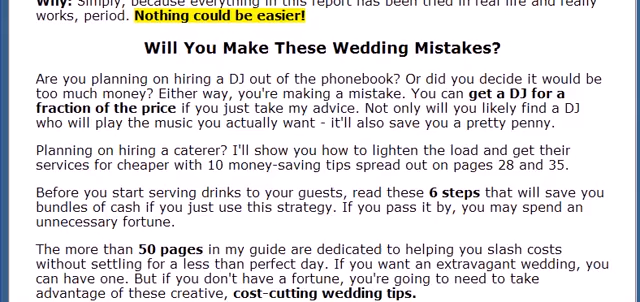 Why: Simply, because everything in this report has been tried in real life and really
works, period. Nothing could be easier!
Will You Make These Wedding Mistakes?
Are you planning on hiring a DJ out of the phonebook? Or did you decide it would be
too much money? Either way, you're making a mistake. You can get a DJ for a
fraction of the price if you just take my advice. Not only will you likely find a DJ
who will play the music you actually want - it'll also save you a pretty penny.
Planning on hiring a caterer? I'll show you how to lighten the load and get their
services for cheaper with 10 money-saving tips spread out on pages 28 and 35.
Before you start serving drinks to your guests, read these 6 steps that will save you
bundles of cash if you just use this strategy. If you pass it by, you may spend an
unnecessary fortune.
The more than 50 pages in my guide are dedicated to helping you slash costs
without settling for a less than perfect day. If you want an extravagant wedding, you
can have one. But if you don't have a fortune, you're going to need to take
advantage of these creative, cost-cutting wedding tips.